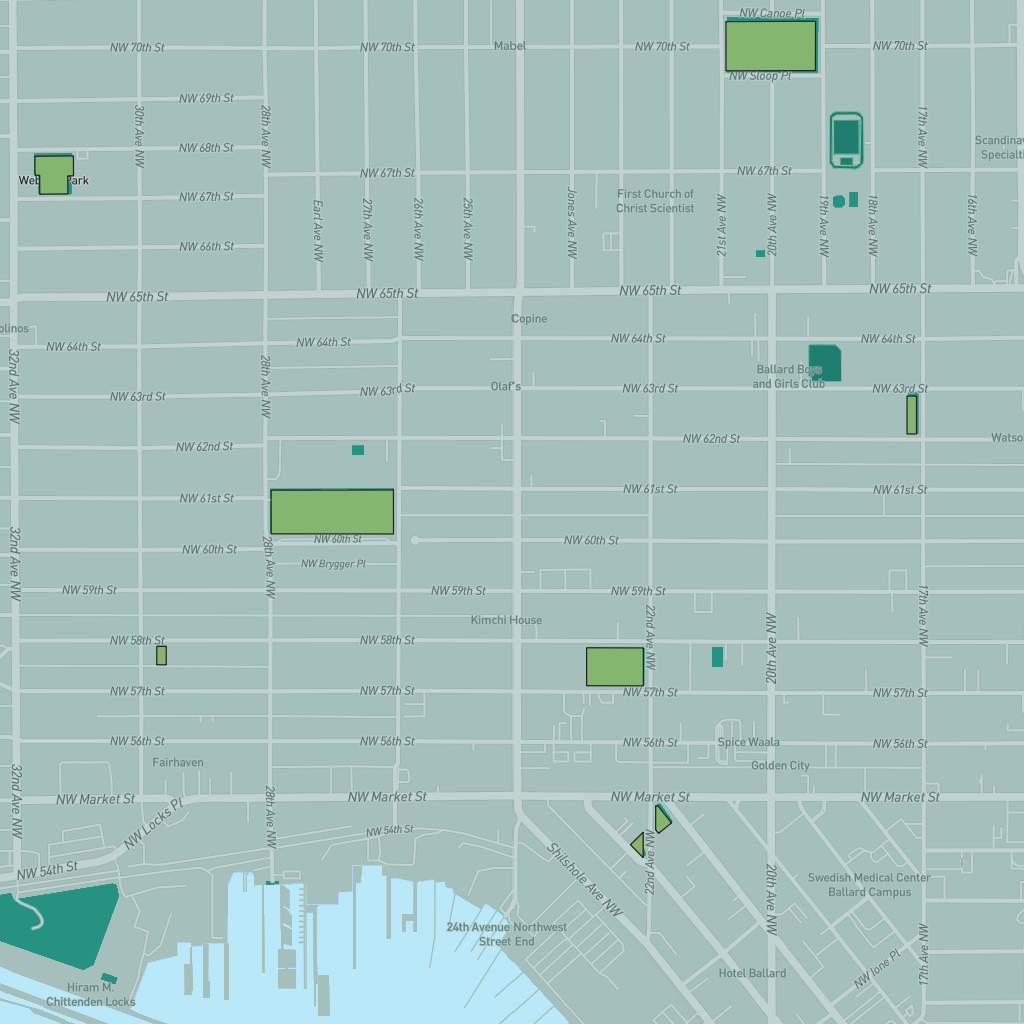 NW Canoe Pl
NW 70th St
NW 70th St
Mabel
NW 70th St
NW 70th St
NW Sloop Pl
NW 69th St
30th Ave NW
28th Ave NW
17th Ave NW
NW 68th St
Scandinav
Specialti
NW 67th St
NW 67th St
Web Park
NW 67th St
First Church of
Christ Scientist
Earl Ave NW
27th Ave NW
26th Ave NW
25th Ave NW
Jones Ave NW
21st Ave NW
20th Ave NW
19th Ave NW
18th Ave NW
16th Ave NW
NW 66th St
NW 65th St
NW 65th St
NW 65th St
NW 65th St
Copine
olinos
NW 64th St
NW 64th St
NW 64th St
NW 64th St
32nd Ave NW
28th Ave NW
Ballard Boys
and Girls Club
NW 63rd St
NW 63rd St
Olaf's
NW 63rd St
NW 63rd St
NW 62nd St
NW 62nd St
Watso
NW 61st St
NW 61st St
NW 61st St
32nd Ave NW
28th Ave NW
NW 60th St
NW 60th St
NW 60th St
NW Brygger Pl
NW 59th St
NW 59th St
NW 59th St
17th Ave NW
Kimchi House
22nd Ave NW
20th Ave NW
NW 58th St
NW 58th St
NW 57th St
NW 57th St
NW 57th St
NW 57th St
NW 56th St
NW 56th St
NW 56th St
Spice Waala
NW 56th St
Fairhaven
Golden City
32nd Ave NW
28th Ave NW
NW Market St
NW Market St
NW Market St
NW Market St
NW Locks Pl
NW 54th St
NW 54th St
Shilshole Ave NW
22nd Ave NW
20th Ave NW
Swedish Medical Center
Ballard Campus
24th Avenue Northwest
Street End
17th Ave NW
NW Ione Pl
Hotel Ballard
Hiram M.
Chittenden Locks